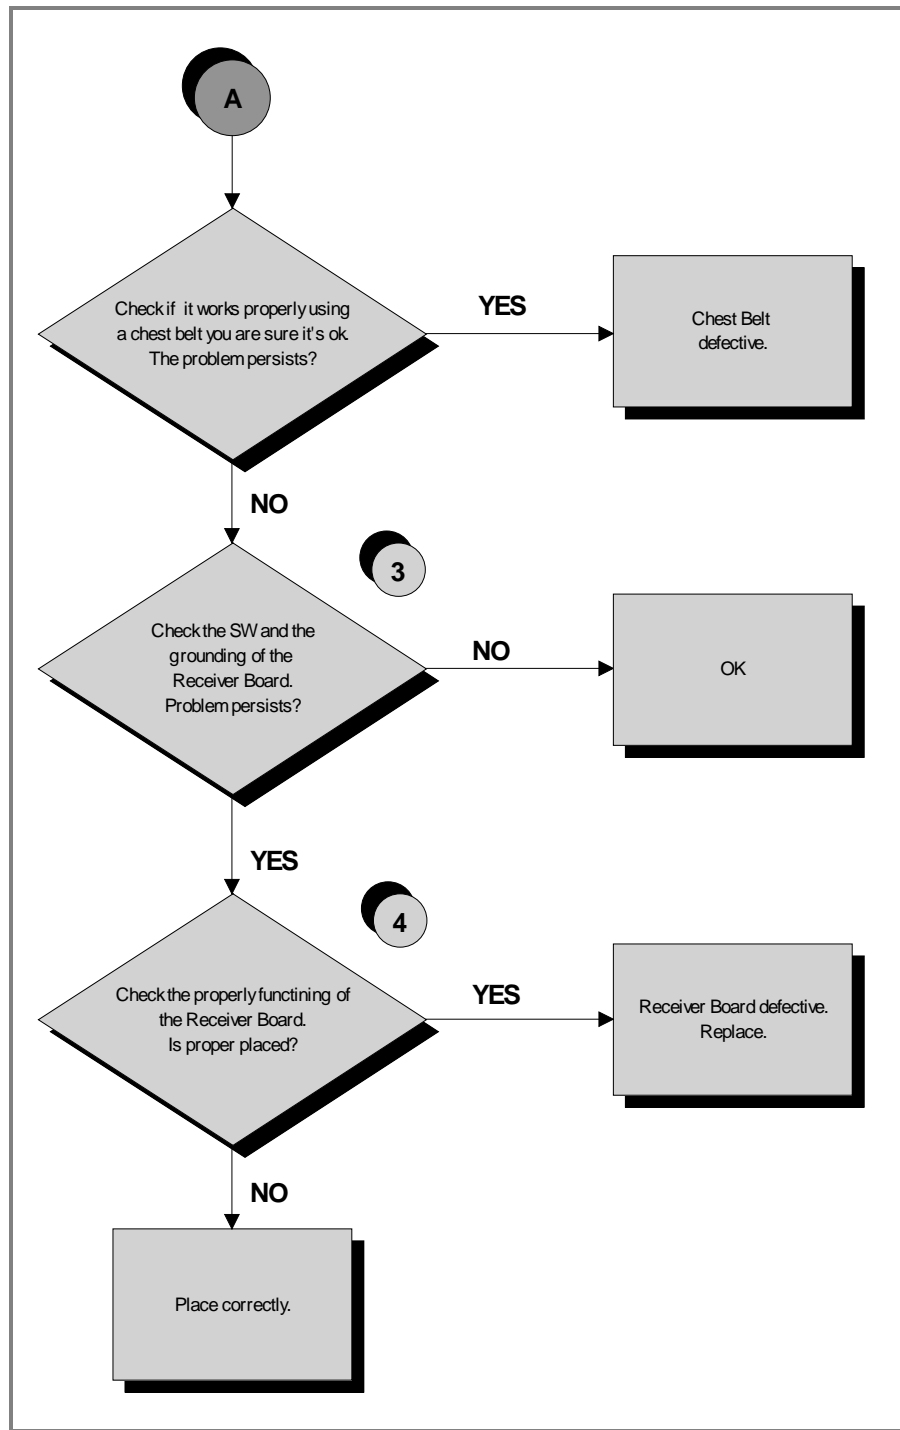 A
Check if it works properly using
a chest belt you are sure it's ok.
The problem persists?
YES
Chest Belt
defective.
NO
3
Check the SW and the
grounding of the
Receiver Board.
Problem persists?
NO
OK
YES
4
Check the properly functining of
the Receiver Board.
Is proper placed?
YES
Receiver Board defective.
Replace.
NO
Place correctly.